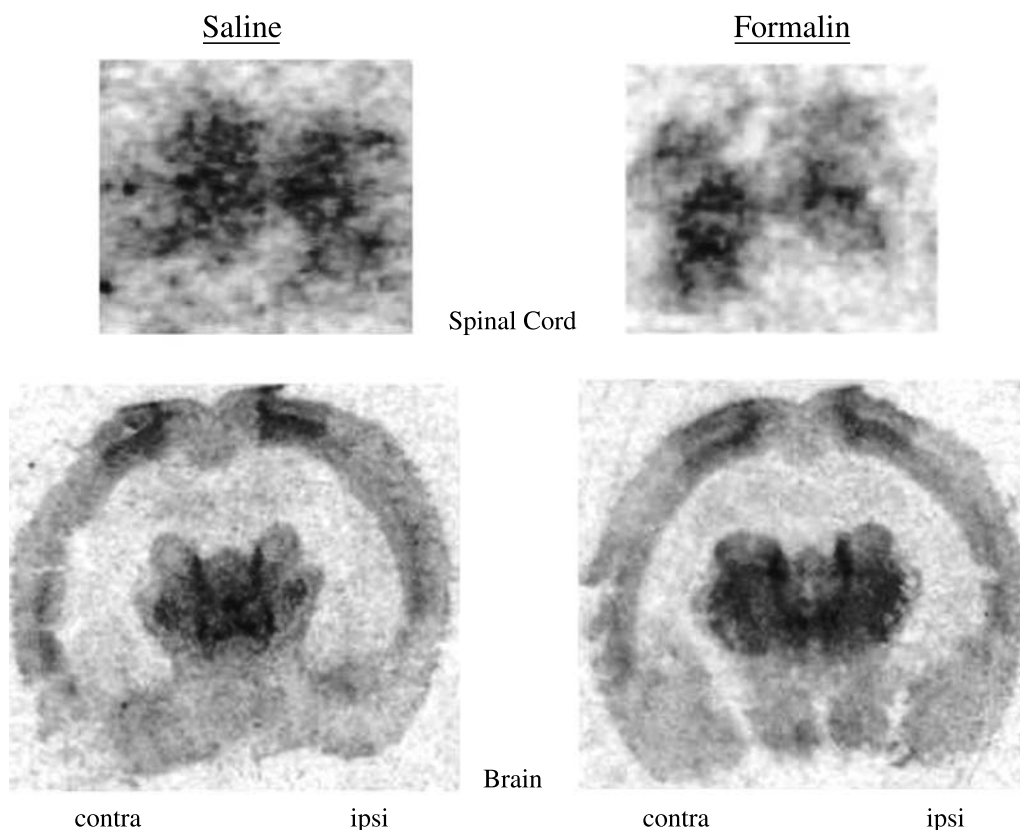 Saline
Formalin
Spinal Cord
Brain
contra
ipsi
contra
ipsi